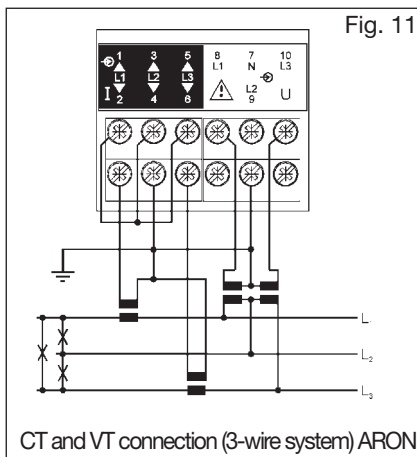 Fig. 11
1 3 5 8 7 10
L1 N L3
L1 L2 L3
I U
L2
2 4 6 9
L1
L2
L3
CT and VT connection (3-wire system) ARON